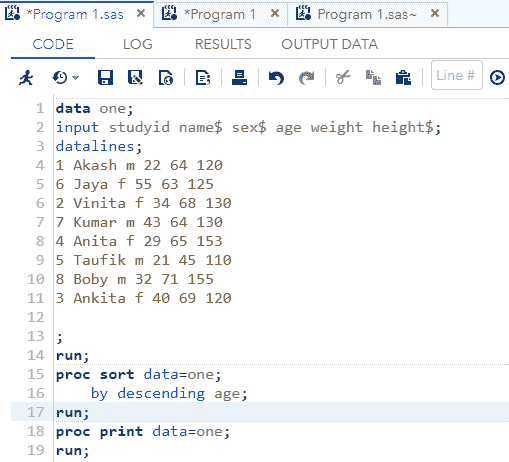 *Program 1.sas × *Program 1 × Program 1.sas~ ×
CODE LOG RESULTS OUTPUT DATA
Line #
1 data one;
2 input studyid name$ sex$ age weight height$;
3 datalines;
4 1 Akash m 22 64 120
5 6 Jaya f 55 63 125
6 2 Vinita f 34 68 130
7 7 Kumar m 43 64 130
8 4 Anita f 29 65 153
9 5 Taufik m 21 45 110
10 8 Boby m 32 71 155
11 3 Ankita f 40 69 120
12
13 ;
14 run;
15 proc sort data=one;
16 by descending age;
17 run;
18 proc print data=one;
19 run;